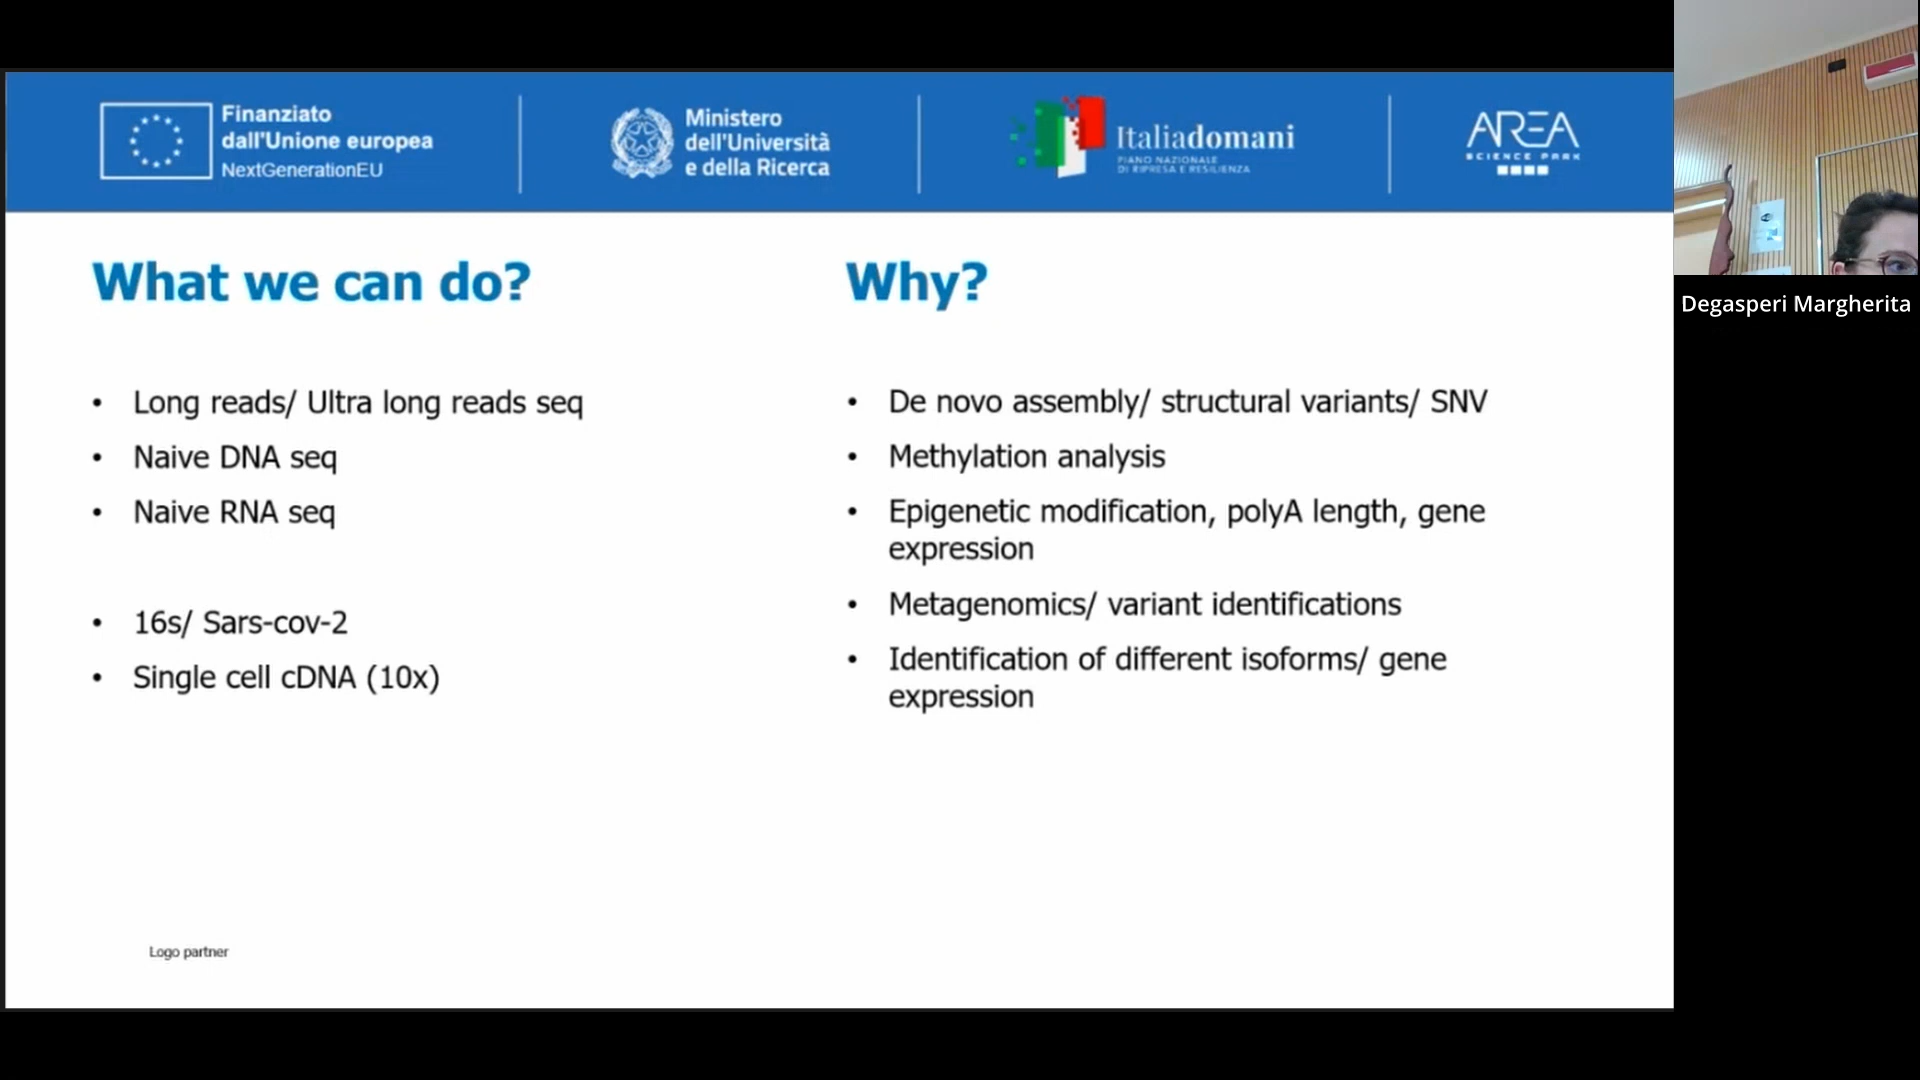 Finanziato
dall'Unione europea
NextGenerationEU
Ministero
dell'Università
e della Ricerca
Italiadomani
PIANO NAZIONALE
DI RIPRESA E RESILIENZA
AREA
SCIENCE PARK
What we can do?
• Long reads/ Ultra long reads seq
• Naive DNA seq
• Naive RNA seq
• 16s/ Sars-cov-2
• Single cell cDNA (10x)
Why?
• De novo assembly/ structural variants/ SNV
• Methylation analysis
• Epigenetic modification, polyA length, gene
expression
• Metagenomics/ variant identifications
• Identification of different isoforms/ gene
expression
Logo partner
Degasperi Margherita